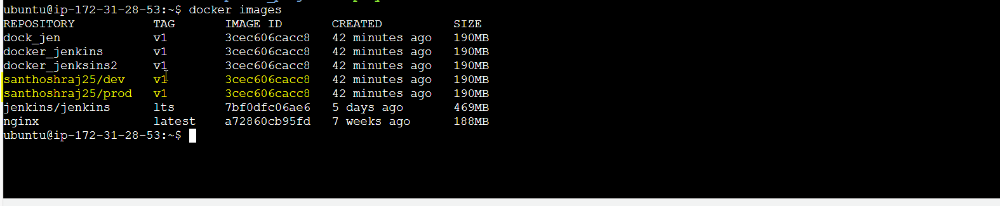 ubuntu@ip-172-31-28-53:~$ docker images
REPOSITORY TAG IMAGE ID CREATED SIZE
dock_jen v1 3cec606cacc8 42 minutes ago 190MB
docker_jenkins v1 3cec606cacc8 42 minutes ago 190MB
docker_jenksins2 v1 3cec606cacc8 42 minutes ago 190MB
santhoshraj25/dev v1 3cec606cacc8 42 minutes ago 190MB
santhoshraj25/prod v1 3cec606cacc8 42 minutes ago 190MB
jenkins/jenkins lts 7bf0dfc06ae6 5 days ago 469MB
nginx latest a72860cb95fd 7 weeks ago 188MB
ubuntu@ip-172-31-28-53:~$